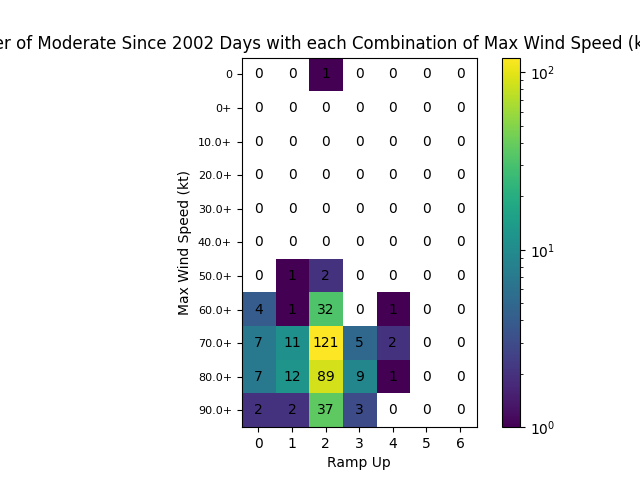 er of Moderate Since 2002 Days with each Combination of Max Wind Speed (k
0 0 0 1 0 0 0 0
0+ 0 0 0 0 0 0 0
10.0+ 0 0 0 0 0 0 0
20.0+ 0 0 0 0 0 0 0
30.0+ 0 0 0 0 0 0 0
40.0+ 0 0 0 0 0 0 0
50.0+ 0 1 2 0 0 0 0
60.0+ 4 1 32 0 1 0 0
70.0+ 7 11 121 5 2 0 0
80.0+ 7 12 89 9 1 0 0
90.0+ 2 2 37 3 0 0 0
0 1 2 3 4 5 6
Ramp Up
Max Wind Speed (kt)
10^2
10^1
10^0